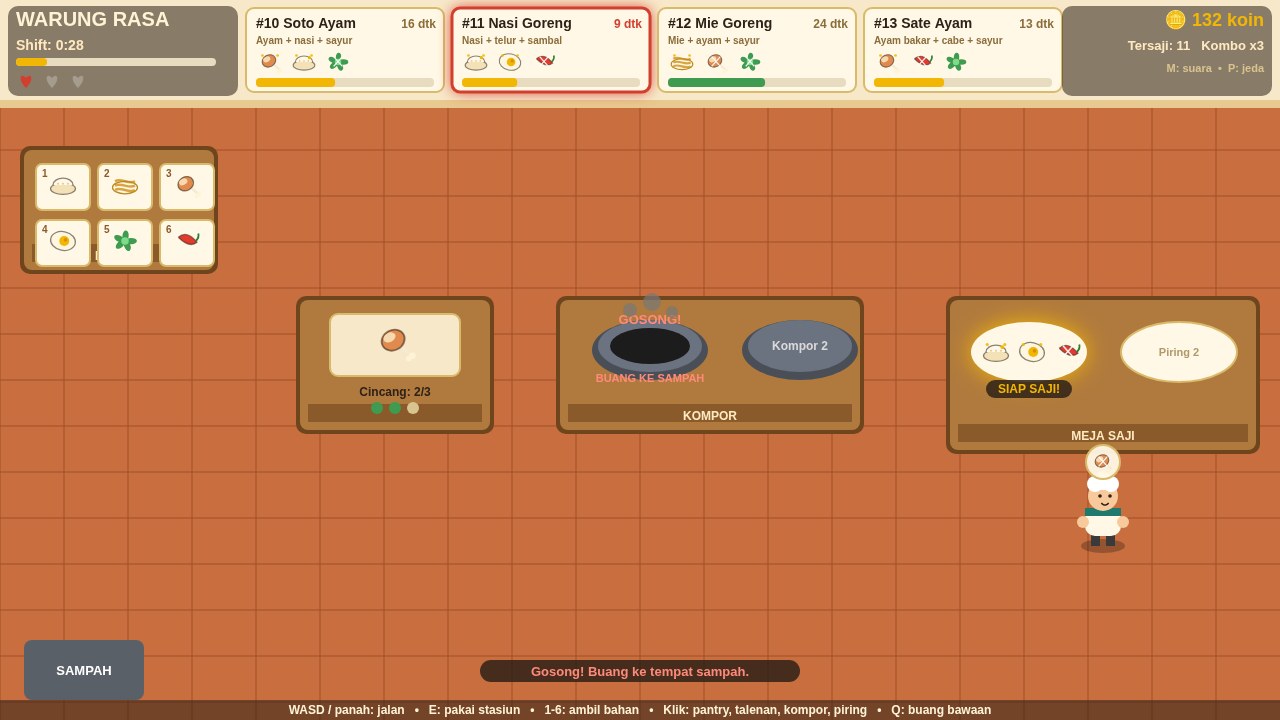 WARUNG RASA
Shift: 0:28
#10 Soto Ayam 16 dtk
Ayam + nasi + sayur
#11 Nasi Goreng 9 dtk
Nasi + telur + sambal
#12 Mie Goreng 24 dtk
Mie + ayam + sayur
#13 Sate Ayam 13 dtk
Ayam bakar + cabe + sayur
132 koin
Tersaji: 11 Kombo x3
M: suara • P: jeda
1 2 3
4 5 6
Cincang: 2/3
GOSONG!
BUANG KE SAMPAH
Kompor 2
KOMPOR
SIAP SAJI!
Piring 2
MEJA SAJI
SAMPAH
Gosong! Buang ke tempat sampah.
WASD / panah: jalan • E: pakai stasiun • 1-6: ambil bahan • Klik: pantry, talenan, kompor, piring • Q: buang bawaan